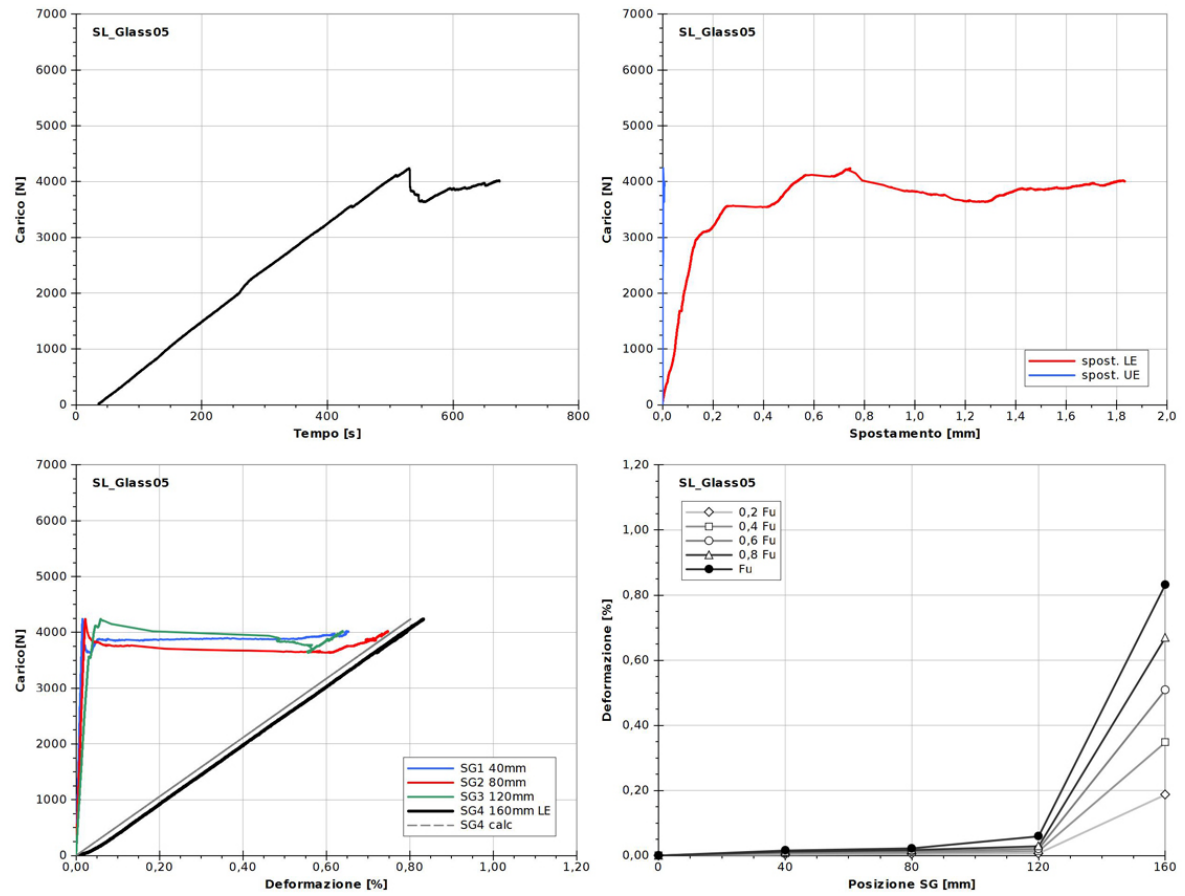 SL_Glass05
7000
6000
5000
4000
3000
2000
1000
0
Carico [N]
0
200
400
600
800
Tempo [s]
SL_Glass05
7000
6000
5000
4000
3000
2000
1000
0
Carico [N]
spost. LE
spost. UE
0,0
0,2
0,4
0,6
0,8
1,0
1,2
1,4
1,6
1,8
2,0
Spostamento [mm]
SL_Glass05
7000
6000
5000
4000
3000
2000
1000
0
Carico[N]
SG1 40mm
SG2 80mm
SG3 120mm
SG4 160mm LE
SG4 calc
0,00
0,20
0,40
0,60
0,80
1,00
1,20
Deformazione [%]
SL_Glass05
1,20
1,00
0,80
0,60
0,40
0,20
0,00
Deformazione [%]
0,2 Fu
0,4 Fu
0,6 Fu
0,8 Fu
Fu
0
40
80
120
160
Posizione SG [mm]